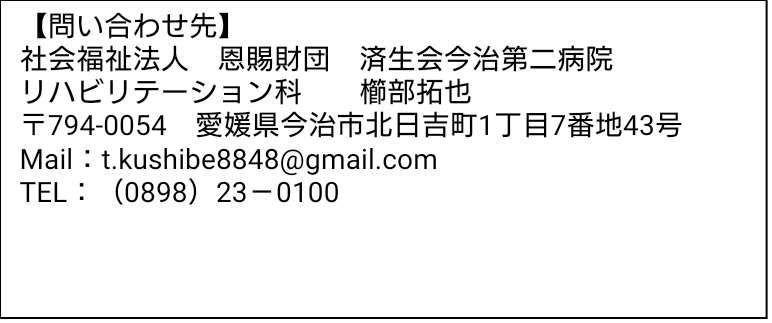 【問い合わせ先】
社会福祉法人　恩賜財団　済生会今治第二病院
リハビリテーション科　　櫛部拓也
〒794-0054　愛媛県今治市北日吉町1丁目7番地43号
Mail：t.kushibe8848@gmail.com
TEL：（0898）23－0100